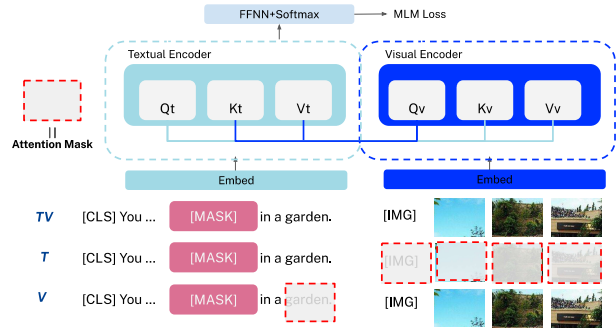 FFNN+Softmax
MLM Loss
Textual Encoder
Visual Encoder
Qt
Kt
Vt
Qv
Kv
Vv
Attention Mask
Embed
Embed
TV
[CLS] You ...
[MASK]
in a garden.
[IMG]
T
[CLS] You ...
[MASK]
in a garden.
[IMG]
V
[CLS] You ...
[MASK]
in a garden.
[IMG]